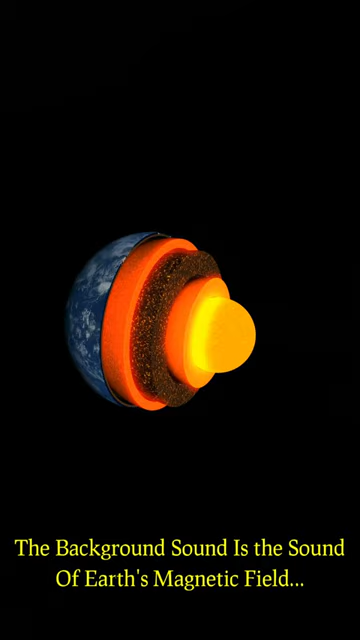 The Background Sound Is the Sound
Of Earth's Magnetic Field...